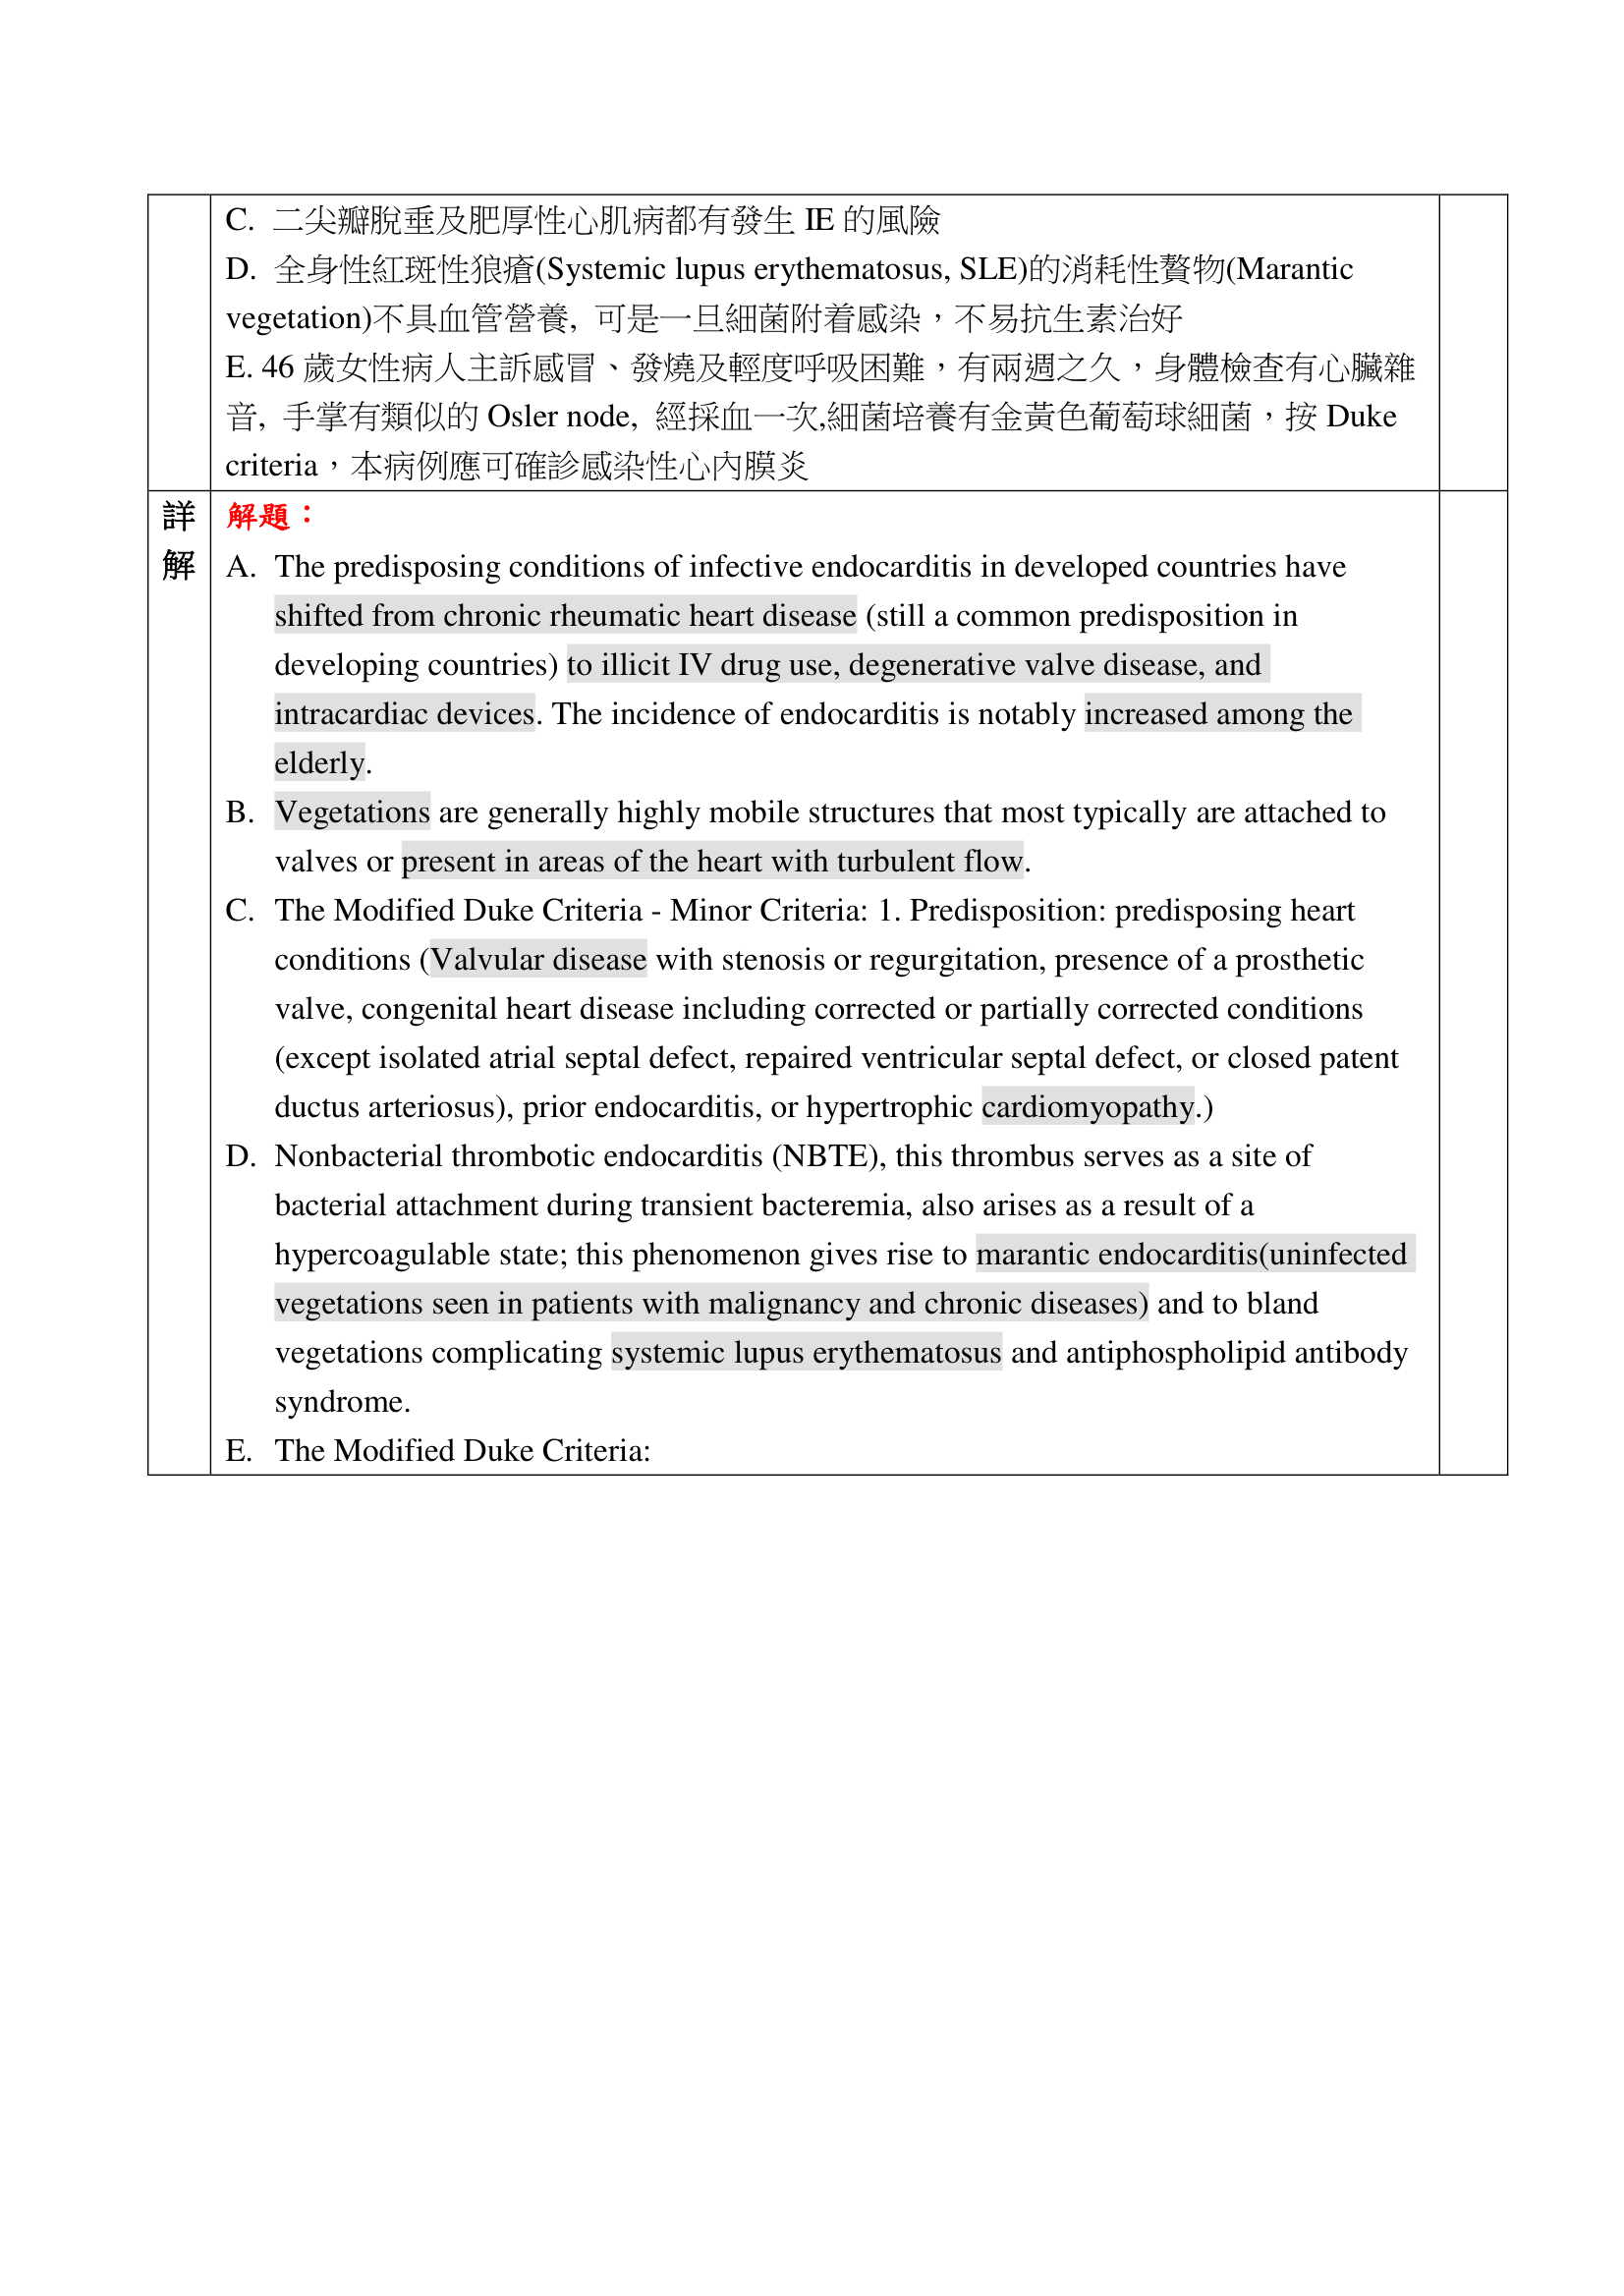 C. 二尖瓣脫垂及肥厚性心肌病都有發生 IE 的風險
D. 全身性紅斑性狼瘡(Systemic lupus erythematosus, SLE)的消耗性贅物(Marantic
vegetation)不具血管營養, 可是一旦細菌附着感染，不易抗生素治好
E. 46 歲女性病人主訴感冒、發燒及輕度呼吸困難，有兩週之久，身體檢查有心臟雜
音, 手掌有類似的 Osler node, 經採血一次,細菌培養有金黃色葡萄球細菌，按 Duke
criteria，本病例應可確診感染性心內膜炎
詳
解
解題：
A. The predisposing conditions of infective endocarditis in developed countries have
shifted from chronic rheumatic heart disease (still a common predisposition in
developing countries) to illicit IV drug use, degenerative valve disease, and
intracardiac devices. The incidence of endocarditis is notably increased among the
elderly.
B. Vegetations are generally highly mobile structures that most typically are attached to
valves or present in areas of the heart with turbulent flow.
C. The Modified Duke Criteria - Minor Criteria: 1. Predisposition: predisposing heart
conditions (Valvular disease with stenosis or regurgitation, presence of a prosthetic
valve, congenital heart disease including corrected or partially corrected conditions
(except isolated atrial septal defect, repaired ventricular septal defect, or closed patent
ductus arteriosus), prior endocarditis, or hypertrophic cardiomyopathy.)
D. Nonbacterial thrombotic endocarditis (NBTE), this thrombus serves as a site of
bacterial attachment during transient bacteremia, also arises as a result of a
hypercoagulable state; this phenomenon gives rise to marantic endocarditis(uninfected
vegetations seen in patients with malignancy and chronic diseases) and to bland
vegetations complicating systemic lupus erythematosus and antiphospholipid antibody
syndrome.
E. The Modified Duke Criteria: